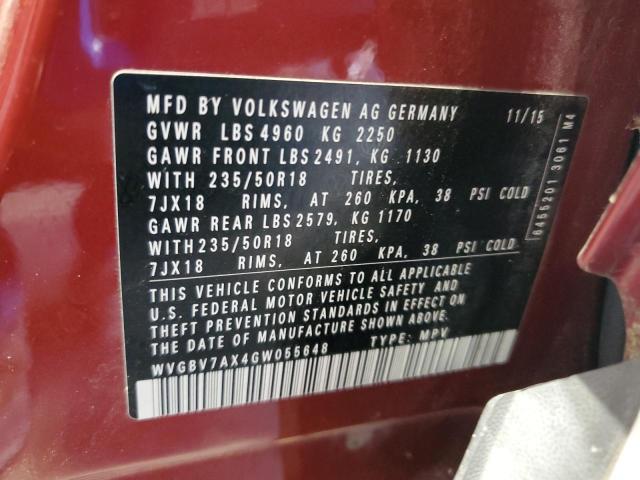 MFD BY VOLKSWAGEN AG GERMANY 11/15
GVWR LBS 4960 KG 2250
GAWR FRONT LBS 2491, KG 1130
WITH 235/50R18 TIRES,
7JX18 RIMS, AT 260 KPA, 38 PSI COLD
GAWR REAR LBS 2579, KG 1170
WITH 235/50R18 TIRES,
7JX18 RIMS, AT 260 KPA, 38 PSI COLD
THIS VEHICLE CONFORMS TO ALL APPLICABLE
U.S. FEDERAL MOTOR VEHICLE SAFETY AND
THEFT PREVENTION STANDARDS IN EFFECT ON
THE DATE OF MANUFACTURE SHOWN ABOVE.
WVGBV7AX4GW055648 TYPE: MPV
6455201 3061 M4